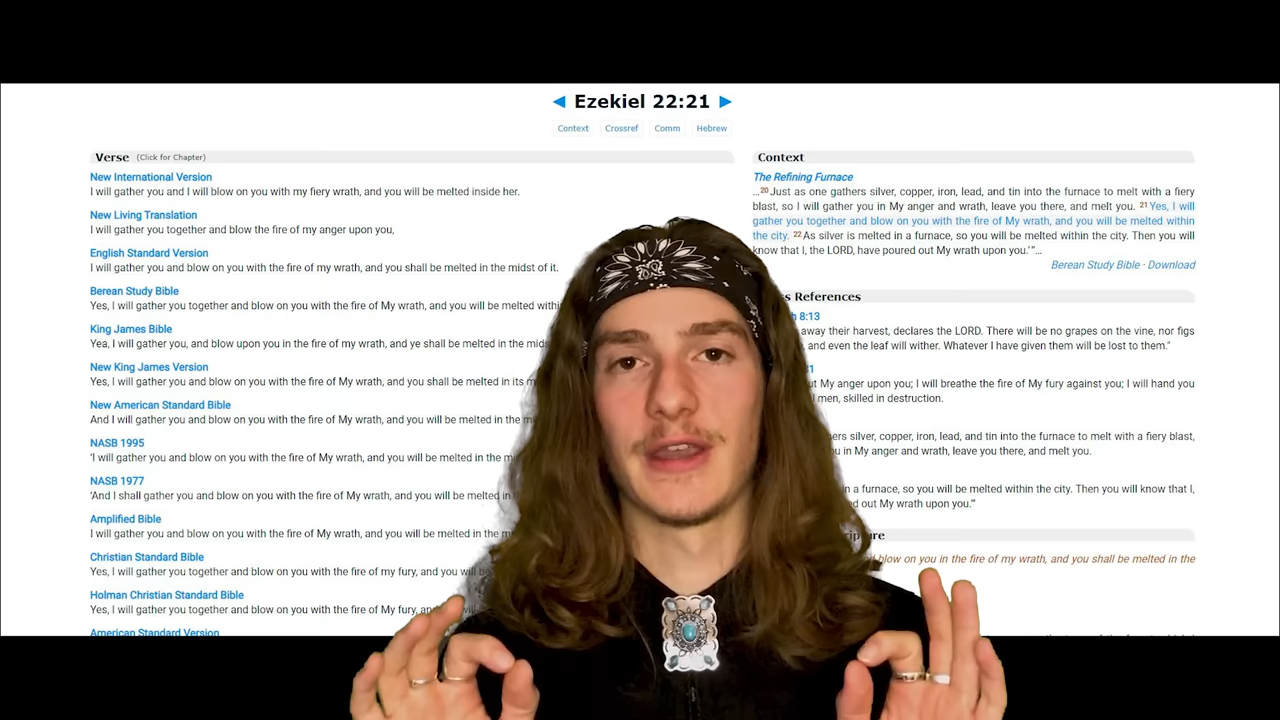 Ezekiel 22:21
Context Crossref Comm Hebrew
Verse (Click for Chapter)
New International Version
I will gather you and I will blow on you with my fiery wrath, and you will be melted inside her.
New Living Translation
I will gather you together and blow the fire of my anger upon you,
English Standard Version
I will gather you and blow on you with the fire of my wrath, and you shall be melted in the midst of it.
Berean Study Bible
Yes, I will gather you together and blow on you with the fire of My wrath, and you will be melted withi
King James Bible
Yea, I will gather you, and blow upon you in the fire of my wrath, and ye shall be melted in the mids
New King James Version
Yes, I will gather you and blow on you with the fire of My wrath, and you shall be melted in its m
New American Standard Bible
And I will gather you and blow on you with the fire of My wrath, and you will be melted in the mi
NASB 1995
‘I will gather you and blow on you with the fire of My wrath, and you will be melted in the m
NASB 1977
‘And I shall gather you and blow on you with the fire of My wrath, and you will be melted in
Amplified Bible
I will gather you and blow on you with the fire of My wrath, and you will be melted in the m
Christian Standard Bible
Yes, I will gather you together and blow on you with the fire of my fury, and you will be
Holman Christian Standard Bible
Yes, I will gather you together and blow on you with the fire of My fury, and
American Standard Version
Context
The Refining Furnace
…20Just as one gathers silver, copper, iron, lead, and tin into the furnace to melt with a fiery
blast, so I will gather you in My anger and wrath, leave you there, and melt you. 21Yes, I will
gather you together and blow on you with the fire of My wrath, and you will be melted within
the city. 22As silver is melted in a furnace, so you will be melted within the city. Then you will
know that I, the LORD, have poured out My wrath upon you.’”…
Berean Study Bible · Download
s References
h 8:13
away their harvest, declares the LORD. There will be no grapes on the vine, nor figs
and even the leaf will wither. Whatever I have given them will be lost to them."
ut My anger upon you; I will breathe the fire of My fury against you; I will hand you
men, skilled in destruction.
ers silver, copper, iron, lead, and tin into the furnace to melt with a fiery blast,
u in My anger and wrath, leave you there, and melt you.
in a furnace, so you will be melted within the city. Then you will know that I,
ed out My wrath upon you.'"
ripture
blow on you in the fire of my wrath, and you shall be melted in the